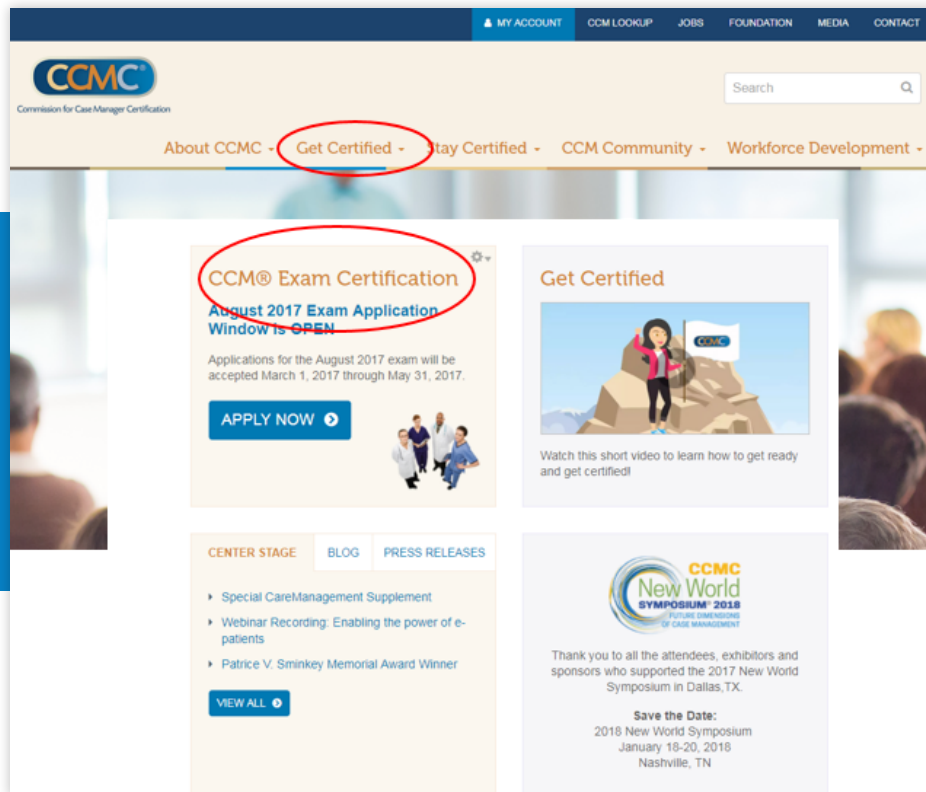 MY ACCOUNT CCM LOOKUP JOBS FOUNDATION MEDIA CONTACT
CCMC®
Commission for Case Manager Certification
Search
About CCMC Get Certified Stay Certified CCM Community Workforce Development
CCM® Exam Certification
August 2017 Exam Application
Window is OPEN
Applications for the August 2017 exam will be
accepted March 1, 2017 through May 31, 2017.
APPLY NOW
Get Certified
CCMC
Watch this short video to learn how to get ready
and get certified!
CENTER STAGE BLOG PRESS RELEASES
Special CareManagement Supplement
Webinar Recording: Enabling the power of e-
patients
Patrice V. Sminkey Memorial Award Winner
VIEW ALL
CCMC
New World
SYMPOSIUM® 2018
FUTURE DIMENSIONS
OF CASE MANAGEMENT
Thank you to all the attendees, exhibitors and
sponsors who supported the 2017 New World
Symposium in Dallas,TX.
Save the Date:
2018 New World Symposium
January 18-20, 2018
Nashville, TN